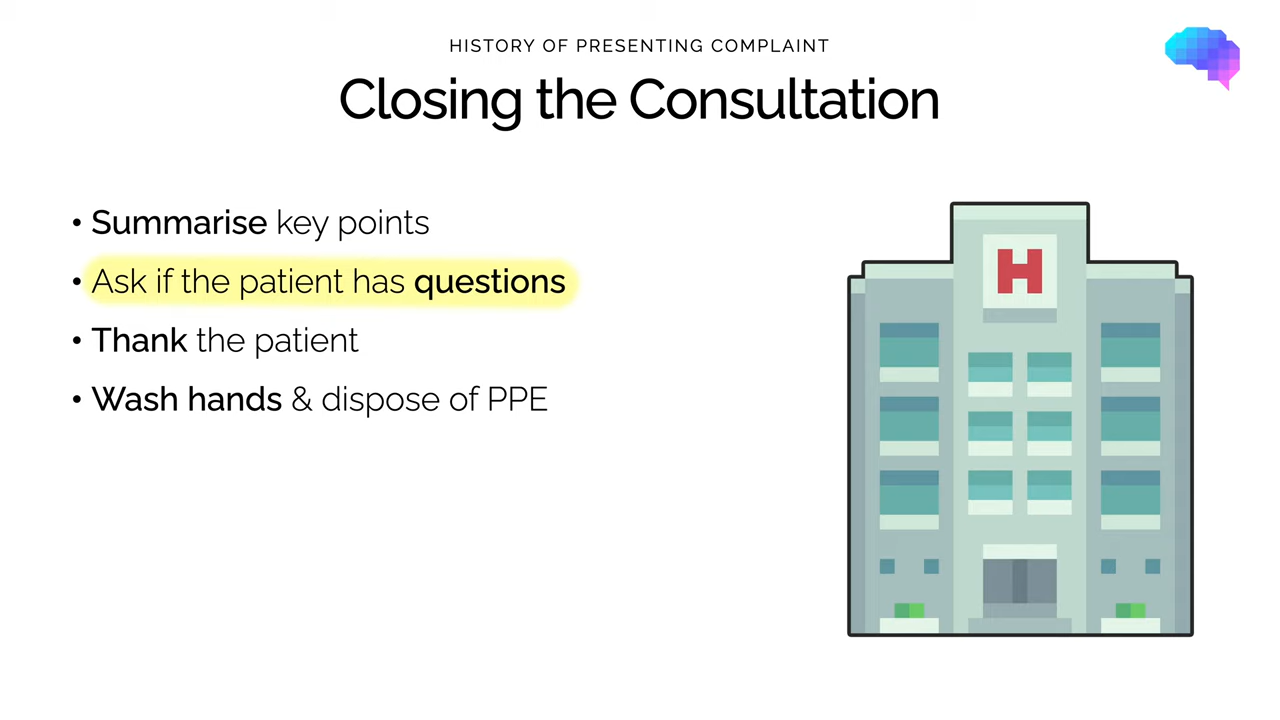 HISTORY OF PRESENTING COMPLAINT
Closing the Consultation
• Summarise key points
• Ask if the patient has questions
• Thank the patient
• Wash hands & dispose of PPE
H